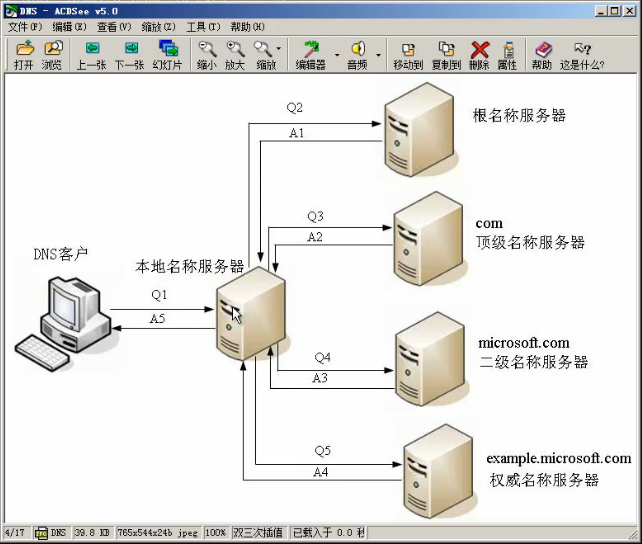 DNS - ACDSee v5.0
文件(F) 编辑(E) 查看(V) 缩放(Z) 工具(T) 帮助(H)
打开 浏览 上一张 下一张 幻灯片 缩小 放大 缩放 编辑器 音频 移动到 复制到 删除 属性 帮助 这是什么?
Q2
根名称服务器
A1
Q3
com
A2
顶级名称服务器
DNS客户
本地名称服务器
Q1
A5
microsoft.com
Q4
二级名称服务器
A3
Q5
example.microsoft.com
A4
权威名称服务器
4/17 DNS 39.8 KB 765x544x24b jpeg 100% 双三次插值 已载入于 0.0 秒